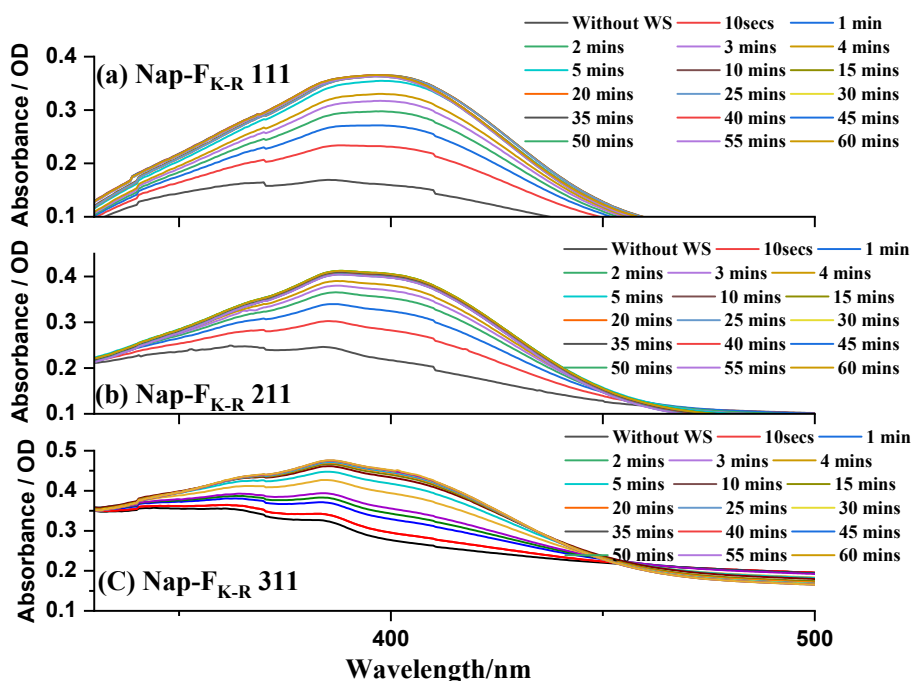 Without WS 10secs 1 min
2 mins 3 mins 4 mins
5 mins 10 mins 15 mins
20 mins 25 mins 30 mins
35 mins 40 mins 45 mins
50 mins 55 mins 60 mins
(a) Nap-F_K-R 111
0.4
0.3
0.2
0.1
Absorbance / OD
Without WS 10secs 1 min
2 mins 3 mins 4 mins
5 mins 10 mins 15 mins
20 mins 25 mins 30 mins
35 mins 40 mins 45 mins
50 mins 55 mins 60 mins
(b) Nap-F_K-R 211
0.4
0.3
0.2
0.1
Absorbance / OD
Without WS 10secs 1 min
2 mins 3 mins 4 mins
5 mins 10 mins 15 mins
20 mins 25 mins 30 mins
35 mins 40 mins 45 mins
50 mins 55 mins 60 mins
(C) Nap-F_K-R 311
0.5
0.4
0.3
0.2
0.1
Absorbance / OD
400 500
Wavelength/nm